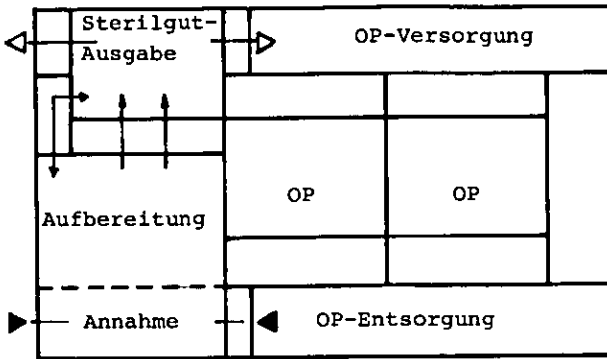 Sterilgut-
Ausgabe
OP-Versorgung
Aufbereitung
OP
OP
Annahme
OP-Entsorgung